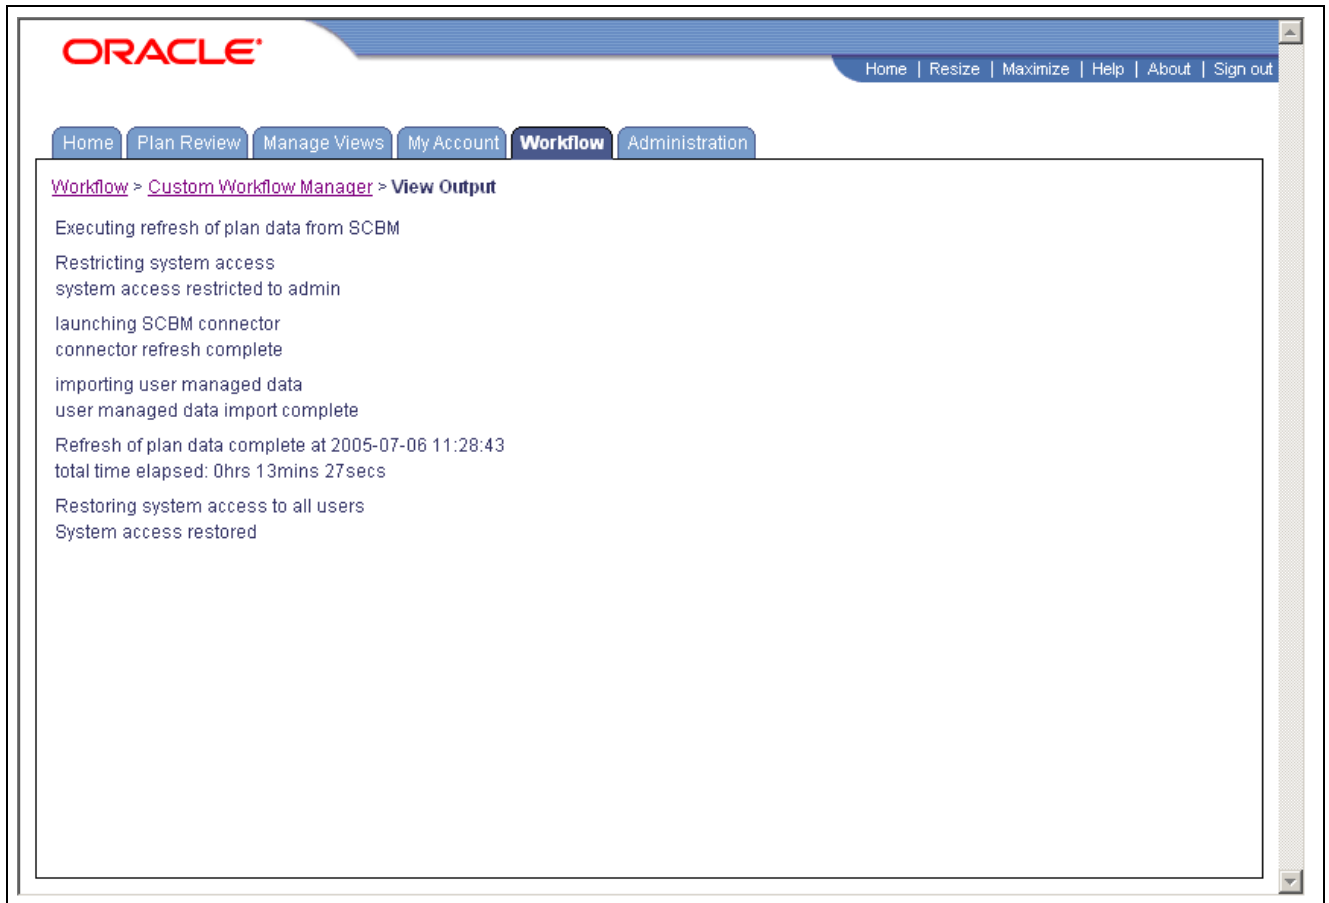 ORACLE
Home | Resize | Maximize | Help | About | Sign out
Home Plan Review Manage Views My Account Workflow Administration
Workflow > Custom Workflow Manager > View Output
Executing refresh of plan data from SCBM
Restricting system access
system access restricted to admin
launching SCBM connector
connector refresh complete
importing user managed data
user managed data import complete
Refresh of plan data complete at 2005-07-06 11:28:43
total time elapsed: 0hrs 13mins 27secs
Restoring system access to all users
System access restored